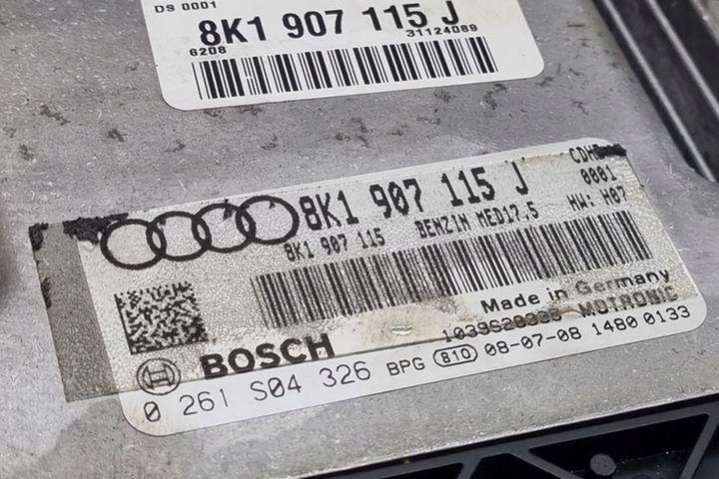 DS 0001
8K1 907 115 J
6208 31124089
8K1 907 115 J
8K1 907 115 BENZIN MED17.5
0001
HW: H07
Made in Germany
MOTRONIC
BOSCH
0 261 S04 326 BPG 810 08-07-08 1480 0133